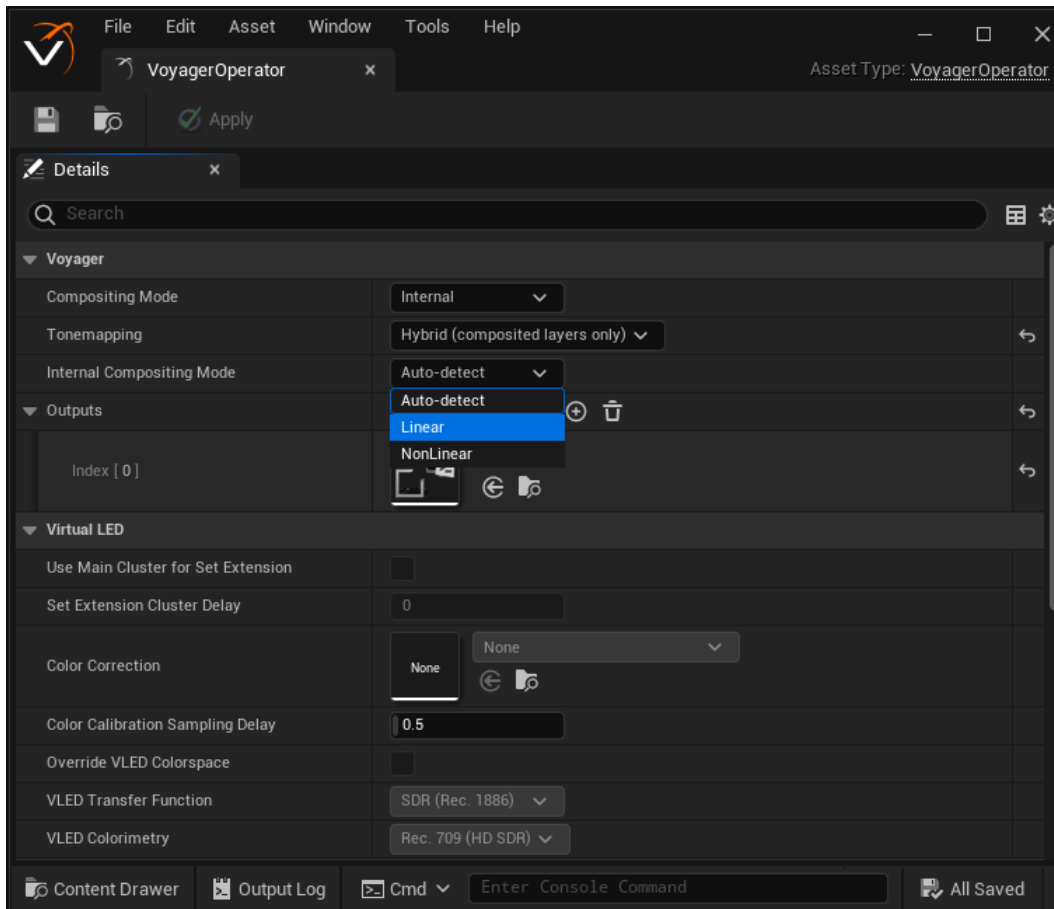 File Edit Asset Window Tools Help
VoyagerOperator
Asset Type: VoyagerOperator
Apply
Details
Search
Voyager
Compositing Mode Internal
Tonemapping Hybrid (composited layers only)
Internal Compositing Mode Auto-detect
Auto-detect
Outputs
Linear
NonLinear
Index [ 0 ]
Virtual LED
Use Main Cluster for Set Extension
Set Extension Cluster Delay 0
None
Color Correction None
Color Calibration Sampling Delay 0.5
Override VLED Colorspace
VLED Transfer Function SDR (Rec. 1886)
VLED Colorimetry Rec. 709 (HD SDR)
Content Drawer Output Log Cmd Enter Console Command All Saved